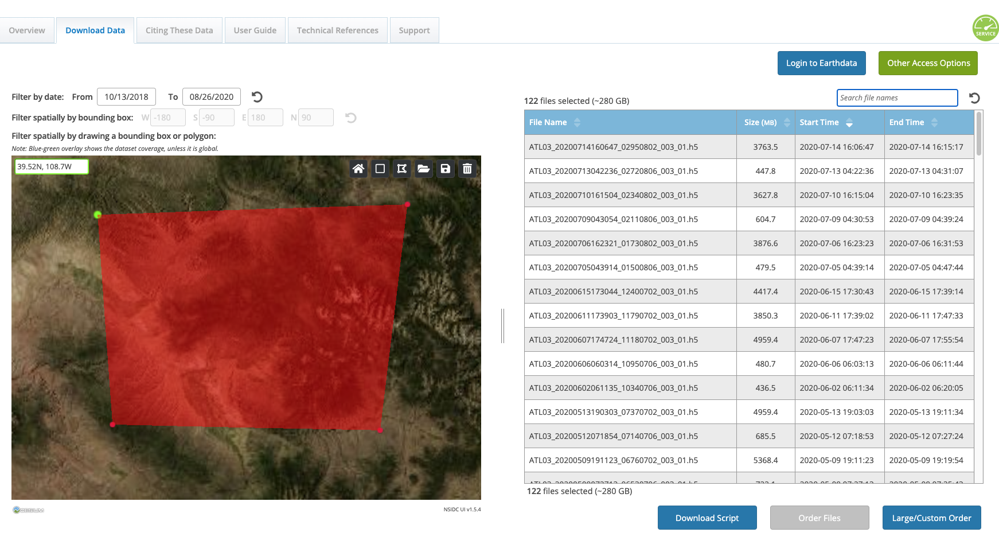 Overview Download Data Citing These Data User Guide Technical References Support
SERVICE
Login to Earthdata Other Access Options
Filter by date: From 10/13/2018 To 08/26/2020
Filter spatially by bounding box: W -180 S -90 E 180 N 90
Filter spatially by drawing a bounding box or polygon:
Note: Blue-green overlay shows the dataset coverage, unless it is global.
39.52N, 108.7W
CESIUM
NSIDC UI v1.5.4
122 files selected (~280 GB) Search file names
File Name Size (MB) Start Time End Time
ATL03_20200714160647_02950802_003_01.h5 3763.5 2020-07-14 16:06:47 2020-07-14 16:15:17
ATL03_20200713042236_02720806_003_01.h5 447.8 2020-07-13 04:22:36 2020-07-13 04:31:07
ATL03_20200710161504_02340802_003_01.h5 3627.8 2020-07-10 16:15:04 2020-07-10 16:23:35
ATL03_20200709043054_02110806_003_01.h5 604.7 2020-07-09 04:30:53 2020-07-09 04:39:24
ATL03_20200706162321_01730802_003_01.h5 3876.6 2020-07-06 16:23:23 2020-07-06 16:31:53
ATL03_20200705043914_01500806_003_01.h5 479.5 2020-07-05 04:39:14 2020-07-05 04:47:44
ATL03_20200615173044_12400702_003_01.h5 4417.4 2020-06-15 17:30:43 2020-06-15 17:39:14
ATL03_20200611173903_11790702_003_01.h5 3850.3 2020-06-11 17:39:02 2020-06-11 17:47:33
ATL03_20200607174724_11180702_003_01.h5 4959.4 2020-06-07 17:47:23 2020-06-07 17:55:54
ATL03_20200606060314_10950706_003_01.h5 480.7 2020-06-06 06:03:13 2020-06-06 06:11:44
ATL03_20200602061135_10340706_003_01.h5 436.5 2020-06-02 06:11:34 2020-06-02 06:20:05
ATL03_20200513190303_07370702_003_01.h5 4959.4 2020-05-13 19:03:03 2020-05-13 19:11:34
ATL03_20200512071854_07140706_003_01.h5 685.5 2020-05-12 07:18:53 2020-05-12 07:27:24
ATL03_20200509191123_06760702_003_01.h5 5368.4 2020-05-09 19:11:23 2020-05-09 19:19:54
122 files selected (~280 GB)
Download Script Order Files Large/Custom Order